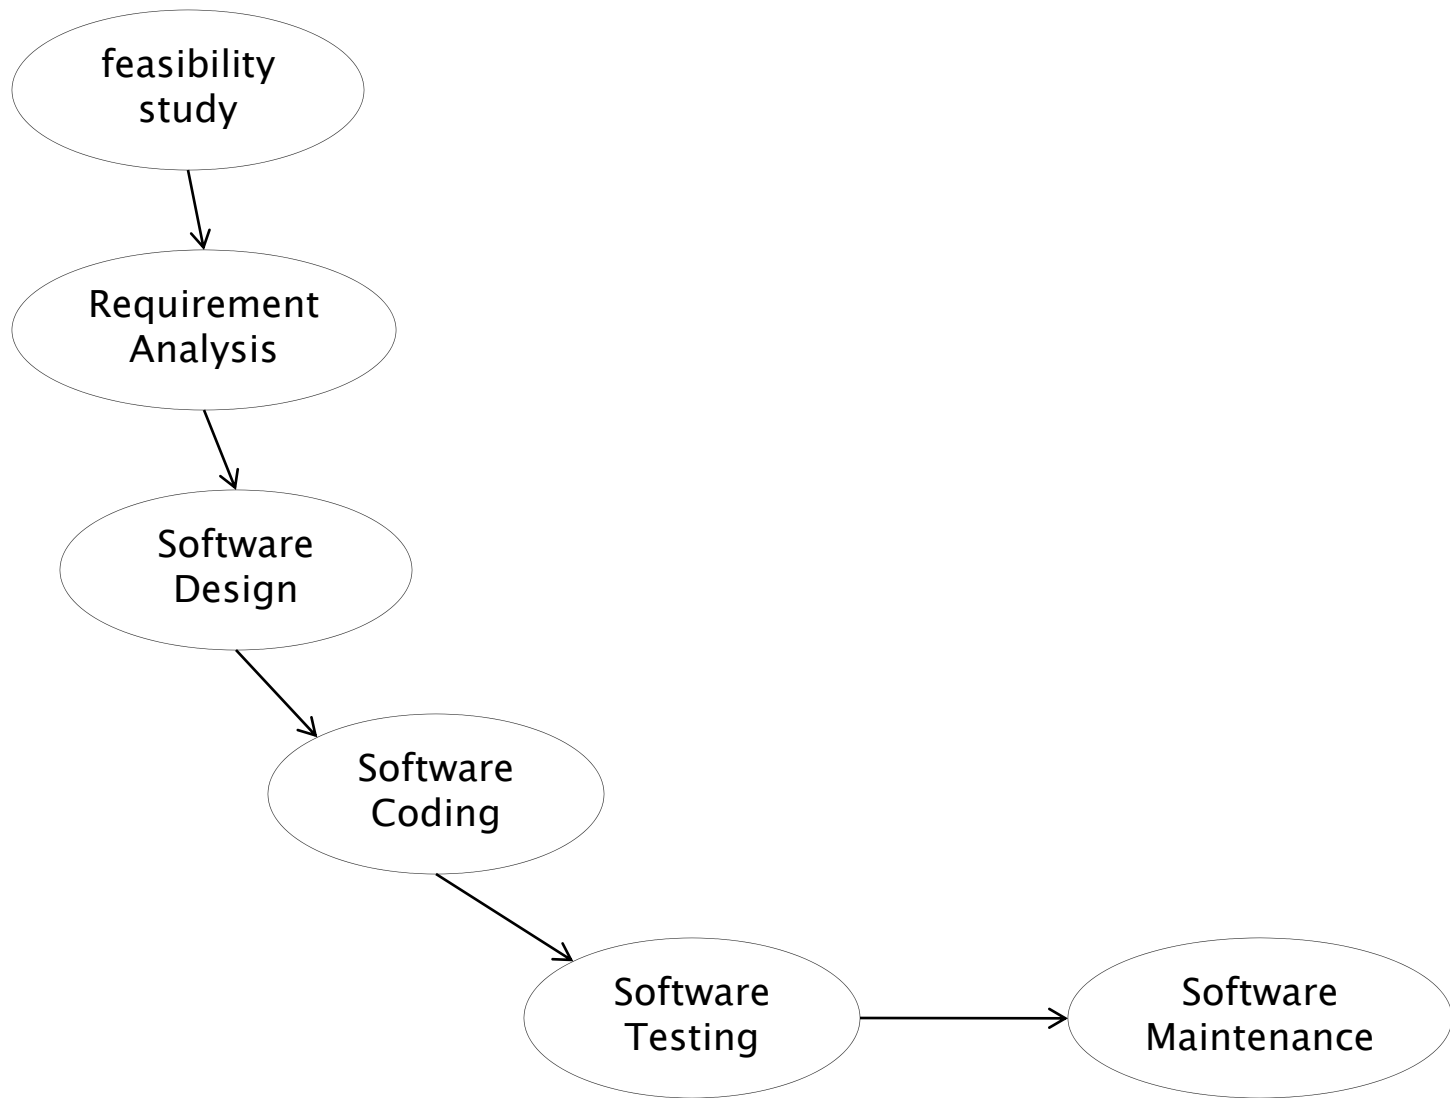 feasibility
study
Requirement
Analysis
Software
Design
Software
Coding
Software
Testing
Software
Maintenance